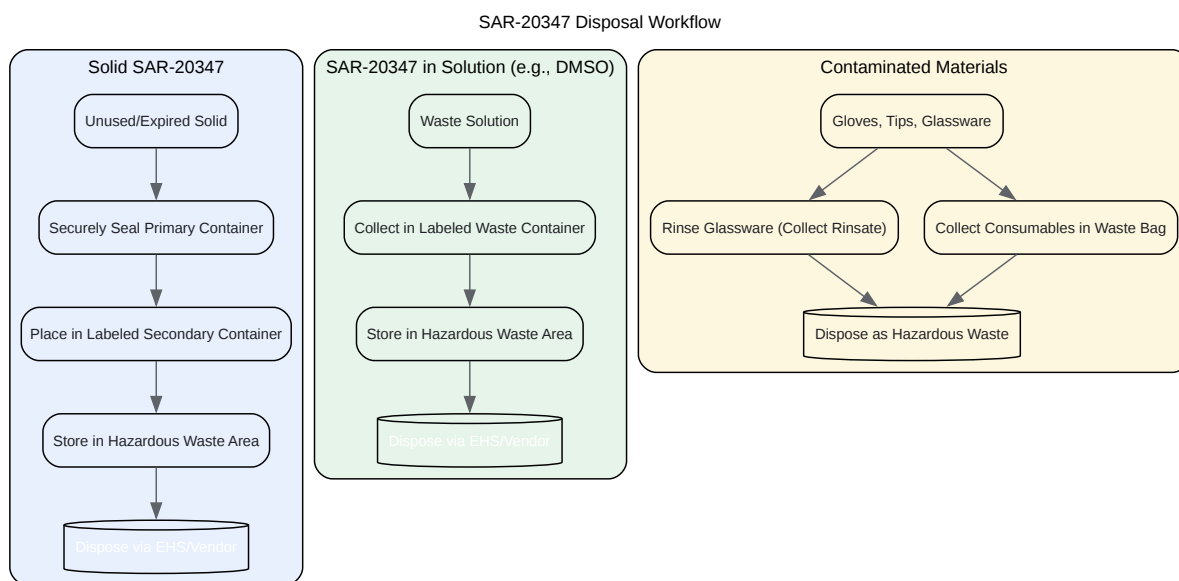 SAR-20347 Disposal Workflow
Solid SAR-20347
Unused/Expired Solid
Securely Seal Primary Container
Place in Labeled Secondary Container
Store in Hazardous Waste Area
Dispose via EHS/Vendor
SAR-20347 in Solution (e.g., DMSO)
Waste Solution
Collect in Labeled Waste Container
Store in Hazardous Waste Area
Dispose via EHS/Vendor
Contaminated Materials
Gloves, Tips, Glassware
Rinse Glassware (Collect Rinsate)
Collect Consumables in Waste Bag
Dispose as Hazardous Waste